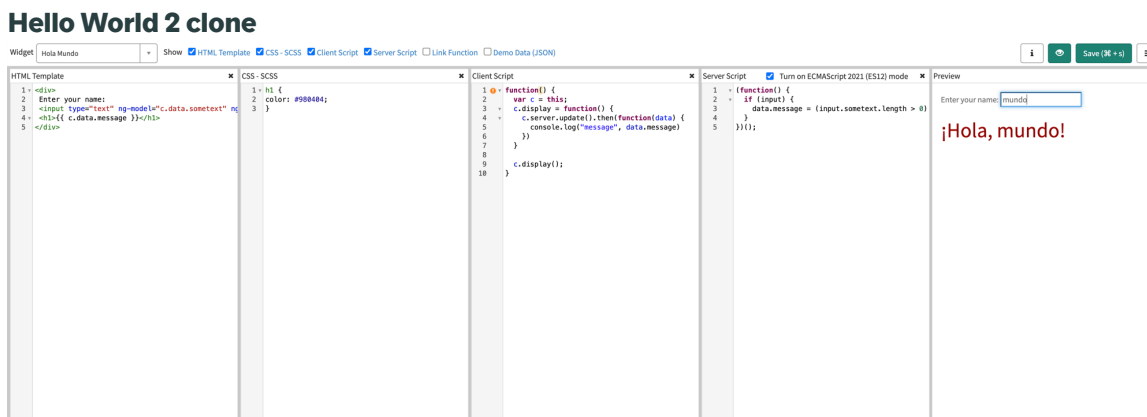 Hello World 2 clone
Widget Hola Mundo Show HTML Template CSS - SCSS Client Script Server Script Link Function Demo Data (JSON) i Save (⌘ + s)
HTML Template ✖
1 <div>
2 Enter your name:
3 <input type="text" ng-model="c.data.sometext" ng
4 <h1>{{ c.data.message }}</h1>
5 </div>
CSS - SCSS ✖
1 h1 {
2 color: #980404;
3 }
Client Script ✖
1 function() {
2 var c = this;
3 c.display = function() {
4 c.server.update().then(function(data) {
5 console.log("message", data.message)
6 })
7 }
8
9 c.display();
10 }
Server Script Turn on ECMAScript 2021 (ES12) mode ✖
1 (function() {
2 if (input) {
3 data.message = (input.sometext.length > 0)
4 }
5 })();
Preview
Enter your name: mundo
¡Hola, mundo!